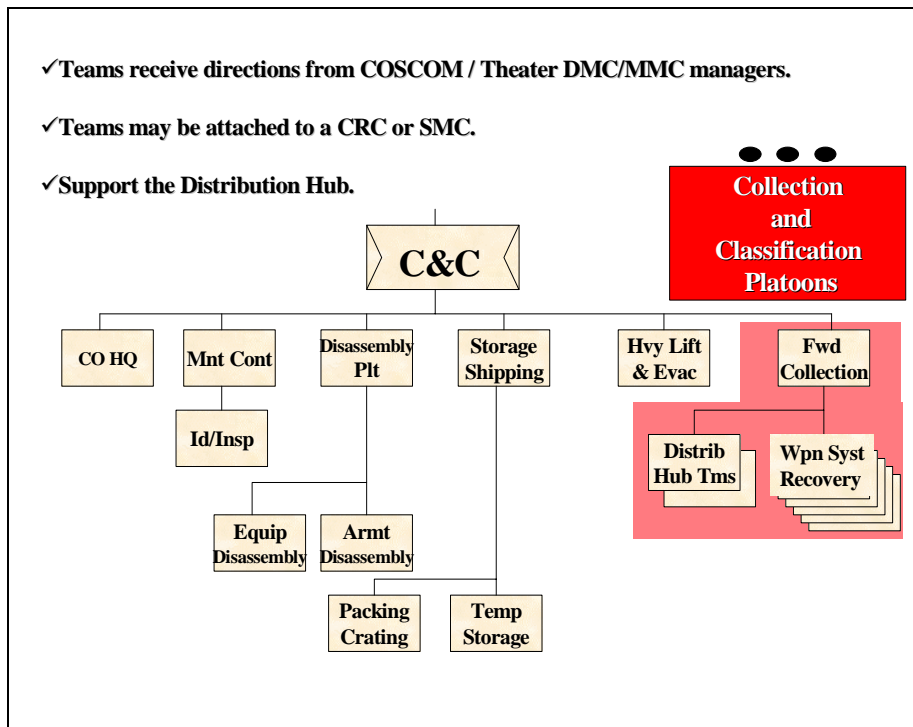 ✓Teams receive directions from COSCOM / Theater DMC/MMC managers.
✓Teams may be attached to a CRC or SMC.
✓Support the Distribution Hub.
Collection
and
Classification
Platoons
C&C
CO HQ
Mnt Cont
Disassembly
Plt
Storage
Shipping
Hvy Lift
& Evac
Fwd
Collection
Id/Insp
Distrib
Hub Tms
Wpn Syst
Recovery
Equip
Disassembly
Armt
Disassembly
Packing
Crating
Temp
Storage